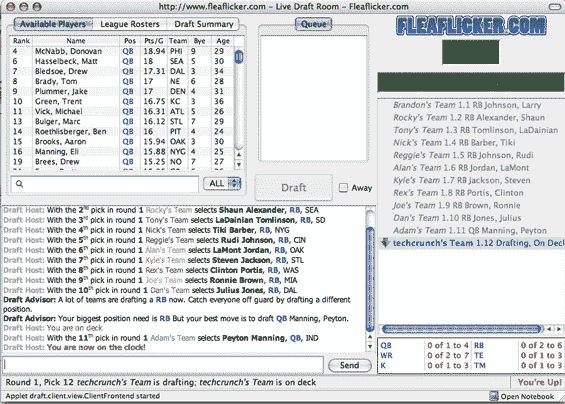 http://www.fleaflicker.com - Live Draft Room - Fleaflicker.com
Available Players League Rosters Draft Summary
Queue
FLEAFLICKER.COM
Rank Name Pos Pts/G Team Bye Age
4 McNabb, Donovan QB 18.94 PHI 9 29
6 Hasselbeck, Matt QB 18 SEA 5 30
7 Bledsoe, Drew QB 17.31 DAL 3 34
8 Brady, Tom QB 17 NE 6 28
9 Plummer, Jake QB 17 DEN 4 31
10 Green, Trent QB 16.75 KC 3 36
11 Vick, Michael QB 16.31 ATL 5 26
13 Bulger, Marc QB 16.12 STL 7 29
14 Roethlisberger, Ben QB 16 PIT 4 24
15 Brooks, Aaron QB 15.94 OAK 3 30
16 Manning, Eli QB 15.88 NYG 4 25
19 Brees, Drew QB 15.25 NO 7 27
ALL
Draft
Away
Brandon's Team 1.1 RB Johnson, Larry
Rocky's Team 1.2 RB Alexander, Shaun
Tony's Team 1.3 RB Tomlinson, LaDainian
Nick's Team 1.4 RB Barber, Tiki
Reggie's Team 1.5 RB Johnson, Rudi
Alan's Team 1.6 RB Jordan, LaMont
Kyle's Team 1.7 RB Jackson, Steven
Rex's Team 1.8 RB Portis, Clinton
Joe's Team 1.9 RB Brown, Ronnie
Dan's Team 1.10 RB Jones, Julius
Adam's Team 1.11 QB Manning, Peyton
techcrunch's Team 1.12 Drafting, On Deck
Draft Host: With the 2nd pick in round 1 Rocky's Team selects Shaun Alexander, RB, SEA
Draft Host: With the 3rd pick in round 1 Tony's Team selects LaDainian Tomlinson, RB, SD
Draft Host: With the 4th pick in round 1 Nick's Team selects Tiki Barber, RB, NYG
Draft Host: With the 5th pick in round 1 Reggie's Team selects Rudi Johnson, RB, CIN
Draft Host: With the 6th pick in round 1 Alan's Team selects LaMont Jordan, RB, OAK
Draft Host: With the 7th pick in round 1 Kyle's Team selects Steven Jackson, RB, STL
Draft Host: With the 8th pick in round 1 Rex's Team selects Clinton Portis, RB, WAS
Draft Host: With the 9th pick in round 1 Joe's Team selects Ronnie Brown, RB, MIA
Draft Host: With the 10th pick in round 1 Dan's Team selects Julius Jones, RB, DAL
Draft Advisor: A lot of teams are drafting a RB now. Catch everyone off guard by drafting a different
position.
Draft Advisor: Your biggest position need is RB But your best move is to draft QB Manning, Peyton.
Draft Host: You are on deck
Draft Host: With the 11th pick in round 1 Adam's Team selects Peyton Manning, QB, IND
Draft Host: You are now on the clock!
Send
QB 0 of 1 to 4 RB 0 of 2 to 6
WR 0 of 2 to 7 TE 0 of 1 to 3
K 0 of 1 to 3 TM 0 of 1 to 3
Round 1, Pick 12 techcrunch's Team is drafting; techcrunch's Team is on deck
You're Up!
Applet draft.client.view.ClientFrontend started
Open Notebook